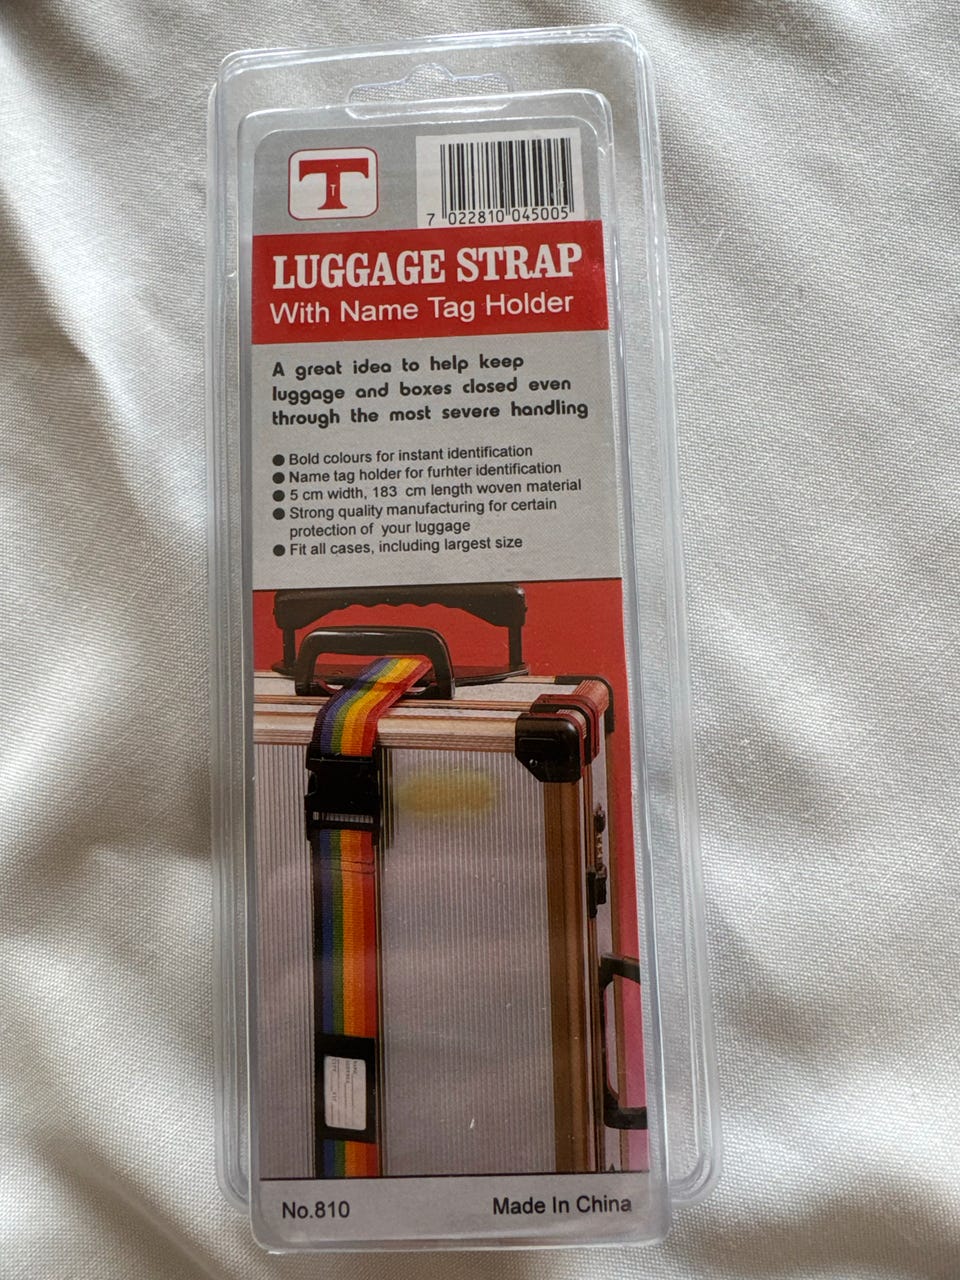 T
T
7 022810 045005
LUGGAGE STRAP
With Name Tag Holder
A great idea to help keep
luggage and boxes closed even
through the most severe handling
● Bold colours for instant identification
● Name tag holder for furhter identification
● 5 cm width, 183 cm length woven material
● Strong quality manufacturing for certain
protection of your luggage
● Fit all cases, including largest size
No.810
Made In China